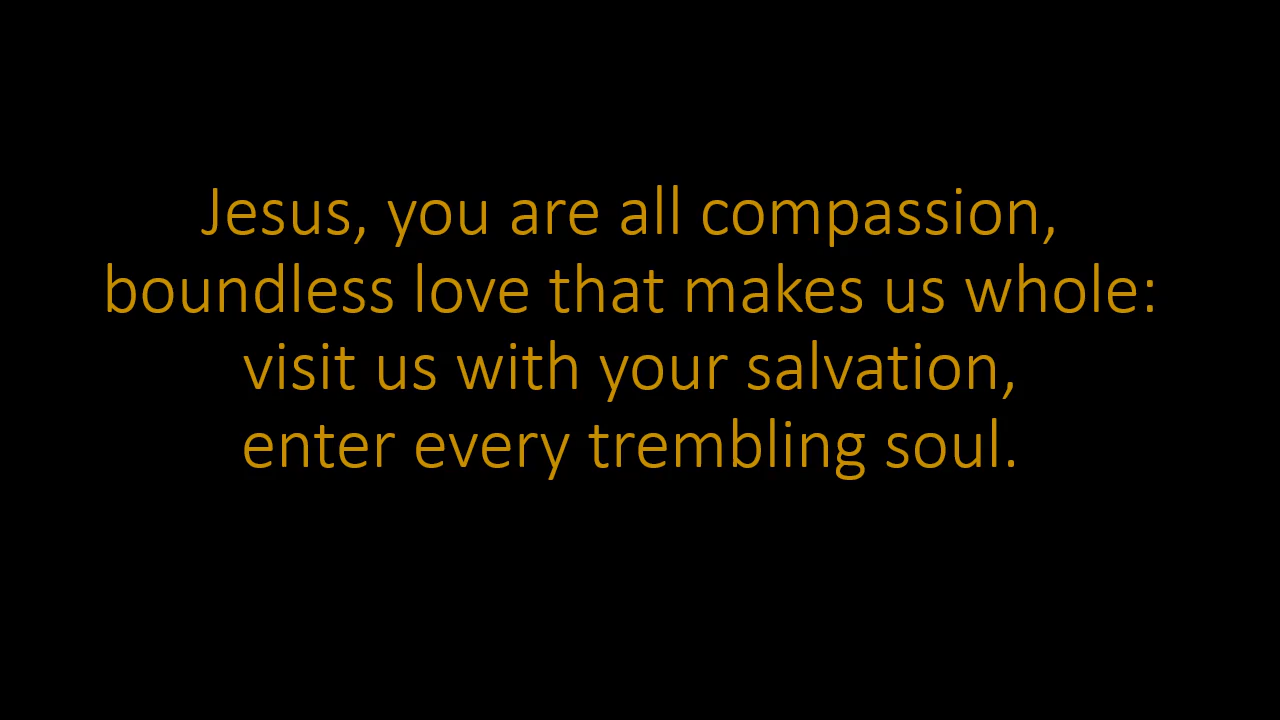 Jesus, you are all compassion,
boundless love that makes us whole:
visit us with your salvation,
enter every trembling soul.